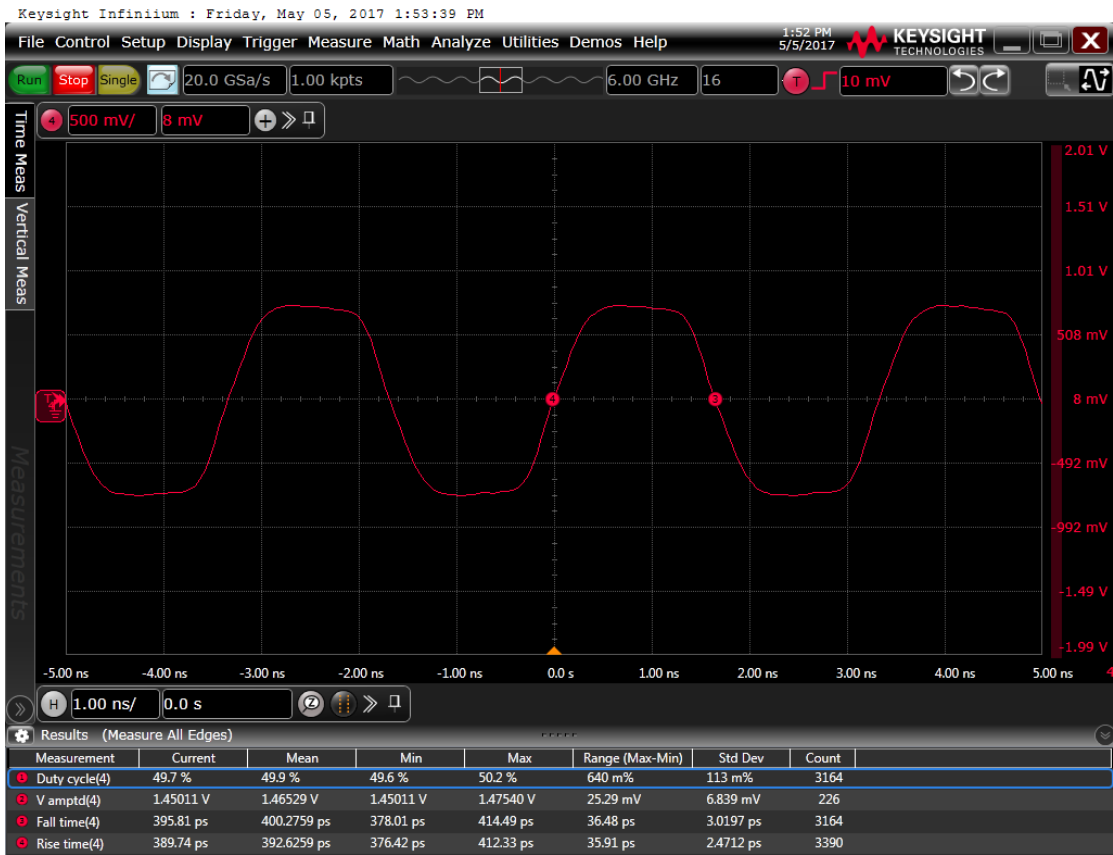 Keysight Infiniium : Friday, May 05, 2017 1:53:39 PM
File Control Setup Display Trigger Measure Math Analyze Utilities Demos Help 1:52 PM 5/5/2017 KEYSIGHT TECHNOLOGIES X
Run Stop Single 20.0 GSa/s 1.00 kpts 6.00 GHz 16 T 10 mV
4 500 mV/ 8 mV
Time Meas
Vertical Meas
Measurements
2.01 V
1.51 V
1.01 V
508 mV
T 4 3 8 mV
-492 mV
-992 mV
-1.49 V
-1.99 V
-5.00 ns -4.00 ns -3.00 ns -2.00 ns -1.00 ns 0.0 s 1.00 ns 2.00 ns 3.00 ns 4.00 ns 5.00 ns 4
H 1.00 ns/ 0.0 s Z
Results (Measure All Edges)
Measurement Current Mean Min Max Range (Max-Min) Std Dev Count
1 Duty cycle(4) 49.7 % 49.9 % 49.6 % 50.2 % 640 m% 113 m% 3164
2 V amptd(4) 1.45011 V 1.46529 V 1.45011 V 1.47540 V 25.29 mV 6.839 mV 226
3 Fall time(4) 395.81 ps 400.2759 ps 378.01 ps 414.49 ps 36.48 ps 3.0197 ps 3164
4 Rise time(4) 389.74 ps 392.6259 ps 376.42 ps 412.33 ps 35.91 ps 2.4712 ps 3390